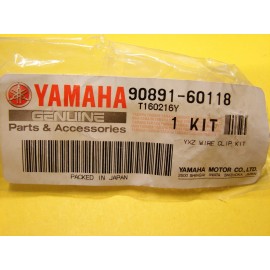 YAMAHA 90891-60118
T160216Y
GENUINE
Parts & Accessories
1 KIT
YXZ WIRE CLIP KIT
PACKED IN JAPAN
YAMAHA MOTOR CO., LTD.